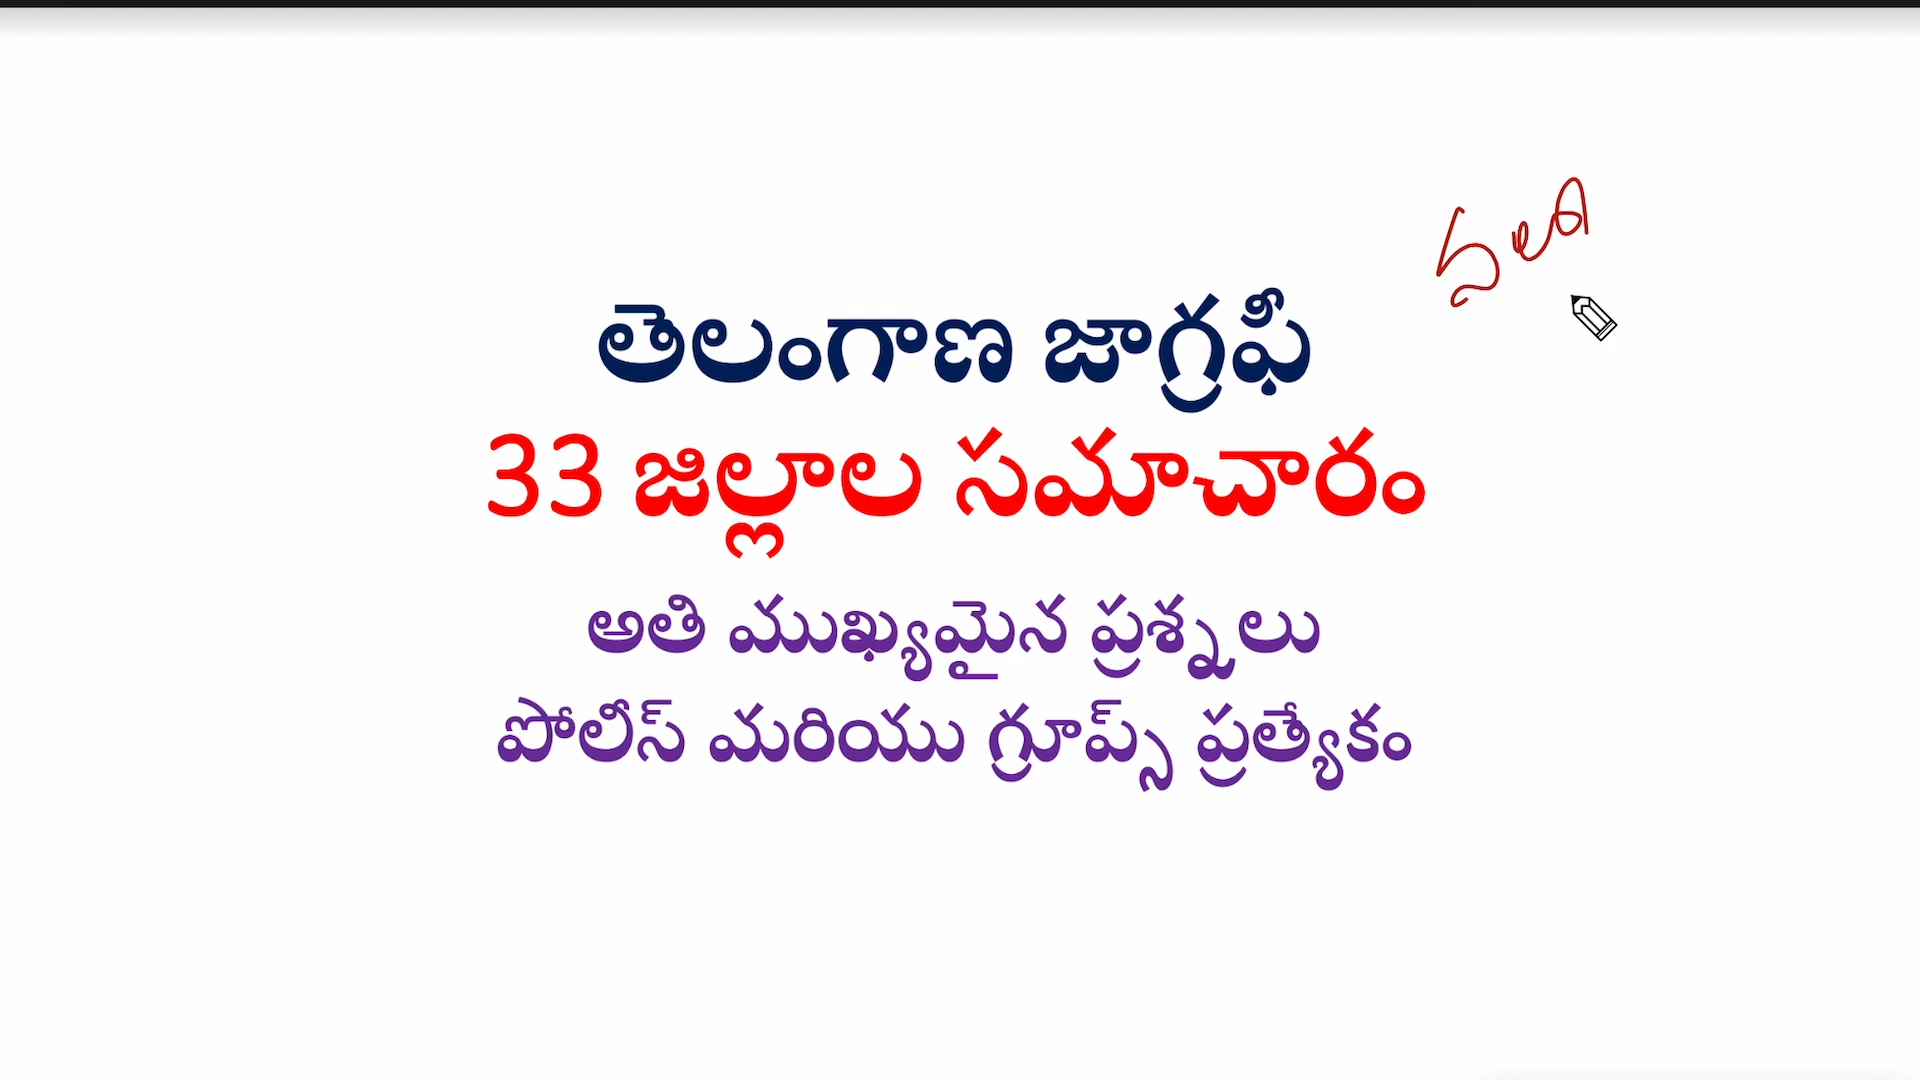 తెలంగాణ జాగ్రఫీ
33 జిల్లాల సమాచారం
అతి ముఖ్యమైన ప్రశ్నలు
పోలీస్ మరియు గ్రూప్స్ ప్రత్యేకం